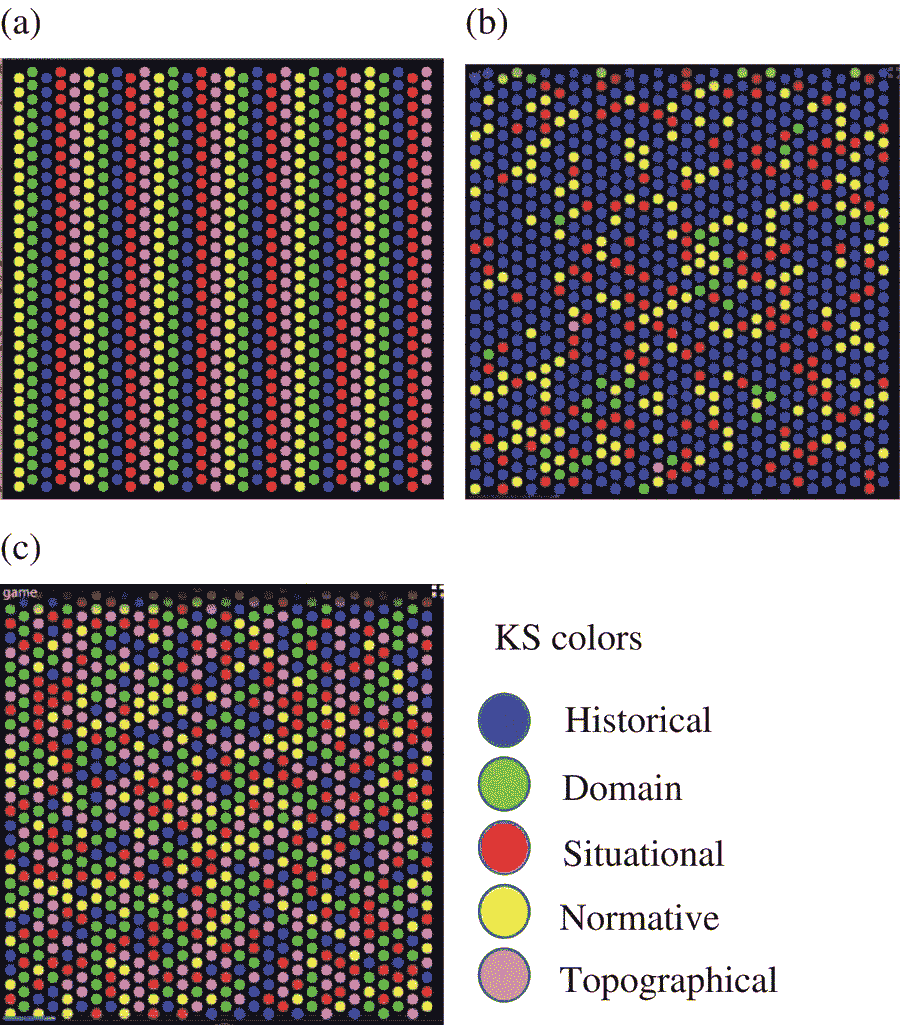 (a)
(b)
(c)
game
KS colors
Historical
Domain
Situational
Normative
Topographical